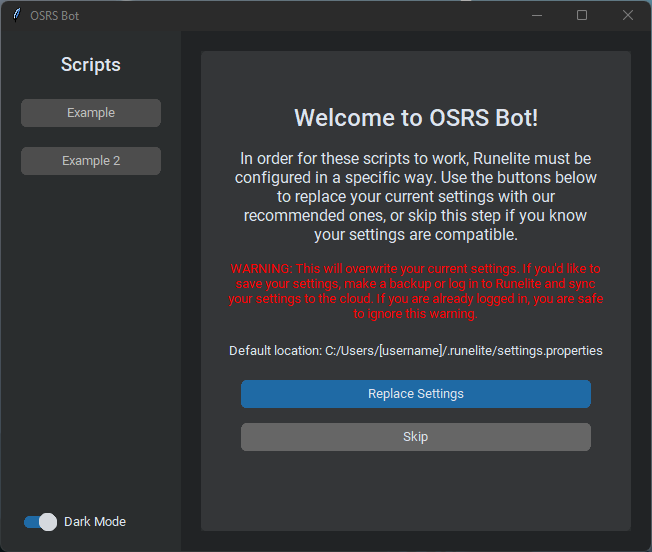 OSRS Bot
Scripts
Example
Example 2
Dark Mode
Welcome to OSRS Bot!
In order for these scripts to work, Runelite must be
configured in a specific way. Use the buttons below
to replace your current settings with our
recommended ones, or skip this step if you know
your settings are compatible.
WARNING: This will overwrite your current settings. If you'd like to
save your settings, make a backup or log in to Runelite and sync
your settings to the cloud. If you are already logged in, you are safe
to ignore this warning.
Default location: C:/Users/[username]/.runelite/settings.properties
Replace Settings
Skip